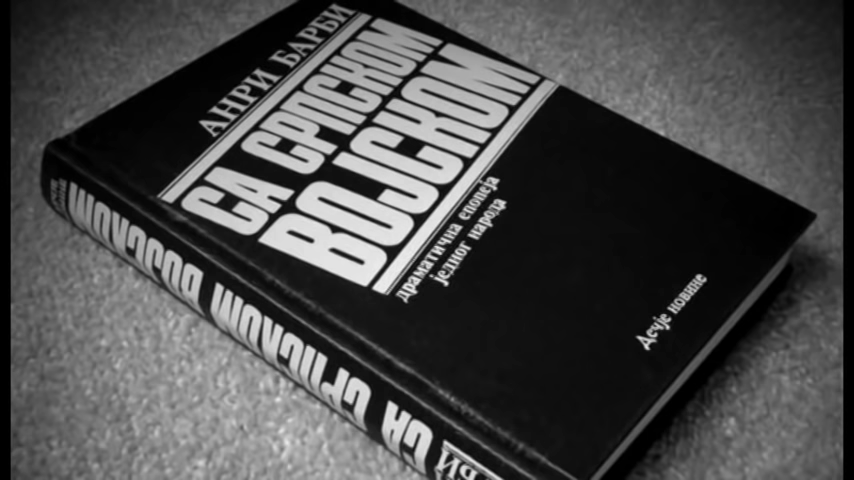 АНРИ БАРБИ
СА СРПСКОМ
ВОЈСКОМ
драматична епопеја
једног народа
Дечје новине
СА СРПСКОМ ВОЈСКОМ